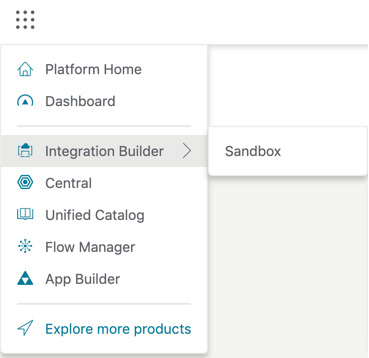 Platform Home
Dashboard
Integration Builder
Sandbox
Central
Unified Catalog
Flow Manager
App Builder
Explore more products